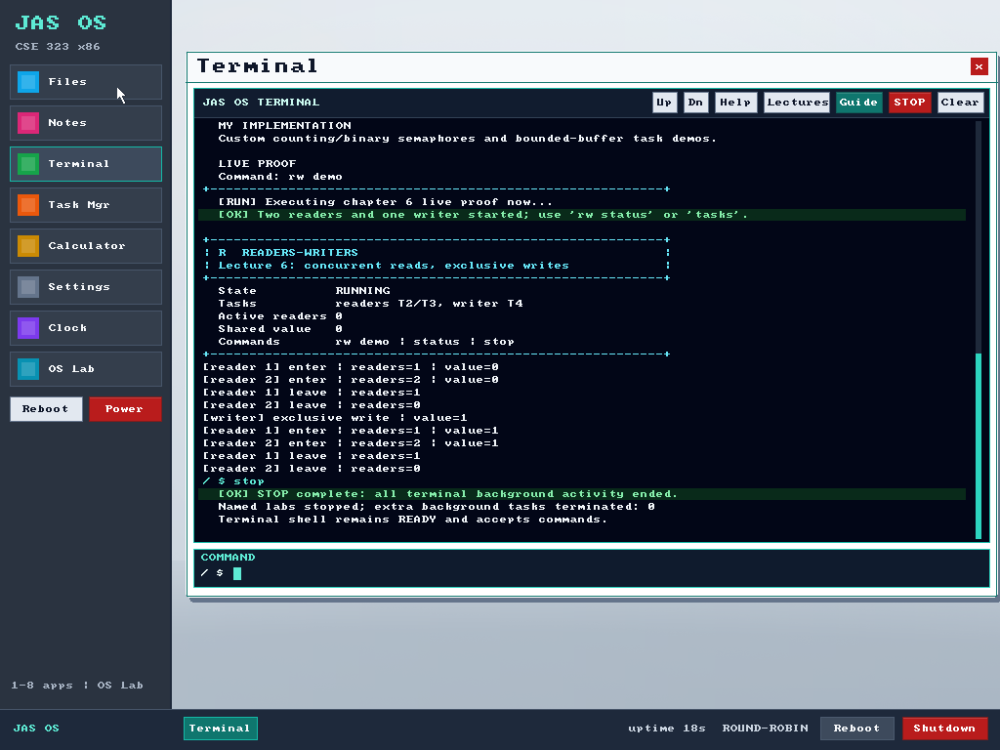 JAS OS
CSE 323 x86
Files
Notes
Terminal
Task Mgr
Calculator
Settings
Clock
OS Lab
Reboot Power
1-8 apps ¦ OS Lab
Terminal
×
JAS OS TERMINAL Up Dn Help Lectures Guide STOP Clear
MY IMPLEMENTATION
Custom counting/binary semaphores and bounded-buffer task demos.
LIVE PROOF
Command: rw demo
+----------------------------------------------------------+
[RUN] Executing chapter 6 live proof now...
[OK] Two readers and one writer started; use 'rw status' or 'tasks'.
+----------------------------------------------------------+
¦ R  READERS-WRITERS ¦
¦ Lecture 6: concurrent reads, exclusive writes ¦
+----------------------------------------------------------+
State RUNNING
Tasks readers T2/T3, writer T4
Active readers 0
Shared value 0
Commands rw demo ¦ status ¦ stop
+----------------------------------------------------------+
[reader 1] enter ¦ readers=1 ¦ value=0
[reader 2] enter ¦ readers=2 ¦ value=0
[reader 1] leave ¦ readers=1
[reader 2] leave ¦ readers=0
[writer] exclusive write ¦ value=1
[reader 1] enter ¦ readers=1 ¦ value=1
[reader 2] enter ¦ readers=2 ¦ value=1
[reader 1] leave ¦ readers=1
[reader 2] leave ¦ readers=0
/ $ stop
[OK] STOP complete: all terminal background activity ended.
Named labs stopped; extra background tasks terminated: 0
Terminal shell remains READY and accepts commands.
COMMAND
/ $
JAS OS Terminal uptime 18s ROUND-ROBIN Reboot Shutdown